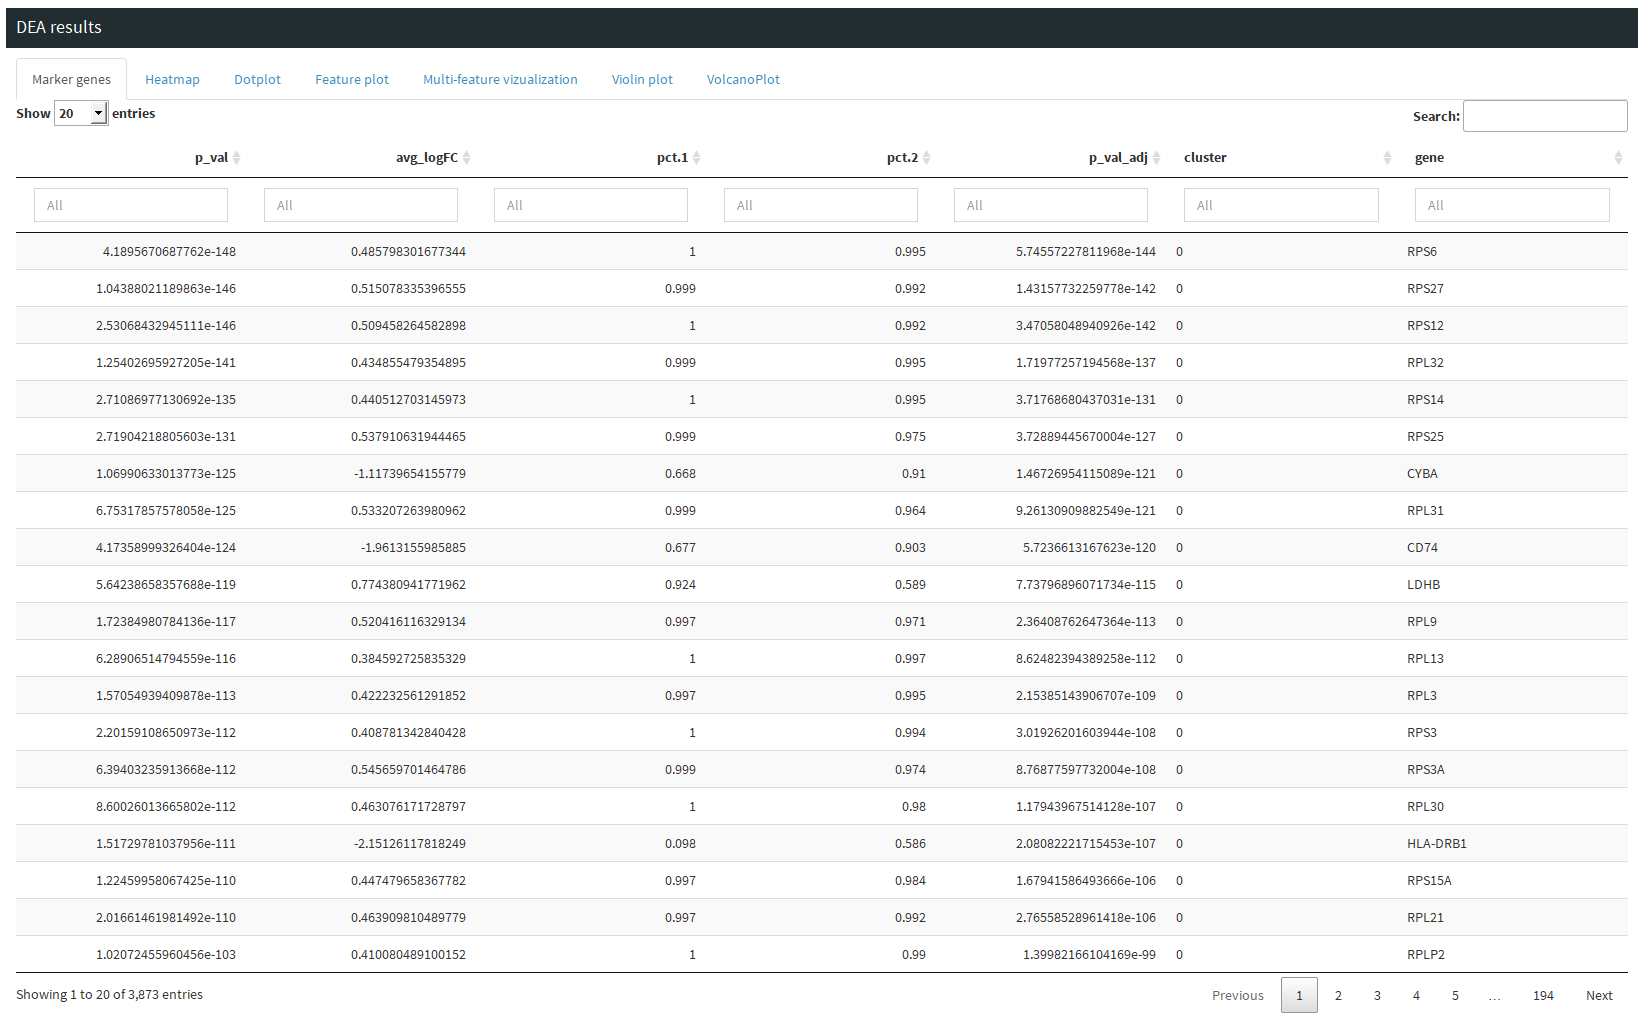 DEA results
Marker genes Heatmap Dotplot Feature plot Multi-feature vizualization Violin plot VolcanoPlot
Show 20 entries Search:
p_val avg_logFC pct.1 pct.2 p_val_adj cluster gene
All All All All All All All
4.1895670687762e-148 0.485798301677344 1 0.995 5.74557227811968e-144 0 RPS6
1.04388021189863e-146 0.515078335396555 0.999 0.992 1.43157732259778e-142 0 RPS27
2.53068432945111e-146 0.509458264582898 1 0.992 3.47058048940926e-142 0 RPS12
1.25402695927205e-141 0.434855479354895 0.999 0.995 1.71977257194568e-137 0 RPL32
2.71086977130692e-135 0.440512703145973 1 0.995 3.71768680437031e-131 0 RPS14
2.71904218805603e-131 0.537910631944465 0.999 0.975 3.72889445670004e-127 0 RPS25
1.06990633013773e-125 -1.11739654155779 0.668 0.91 1.46726954115089e-121 0 CYBA
6.75317857578058e-125 0.533207263980962 0.999 0.964 9.26130909882549e-121 0 RPL31
4.17358999326404e-124 -1.9613155985885 0.677 0.903 5.7236613167623e-120 0 CD74
5.64238658357688e-119 0.774380941771962 0.924 0.589 7.73796896071734e-115 0 LDHB
1.72384980784136e-117 0.520416116329134 0.997 0.971 2.36408762647364e-113 0 RPL9
6.28906514794559e-116 0.384592725835329 1 0.997 8.62482394389258e-112 0 RPL13
1.57054939409878e-113 0.422232561291852 0.997 0.995 2.15385143906707e-109 0 RPL3
2.20159108650973e-112 0.408781342840428 1 0.994 3.01926201603944e-108 0 RPS3
6.39403235913668e-112 0.545659701464786 0.999 0.974 8.76877597732004e-108 0 RPS3A
8.60026013665802e-112 0.463076171728797 1 0.98 1.17943967514128e-107 0 RPL30
1.51729781037956e-111 -2.15126117818249 0.098 0.586 2.08082221715453e-107 0 HLA-DRB1
1.22459958067425e-110 0.447479658367782 0.997 0.984 1.67941586493666e-106 0 RPS15A
2.01661461981492e-110 0.463909810489779 0.997 0.992 2.76558528961418e-106 0 RPL21
1.02072455960456e-103 0.410080489100152 1 0.99 1.39982166104169e-99 0 RPLP2
Showing 1 to 20 of 3,873 entries Previous 1 2 3 4 5 … 194 Next